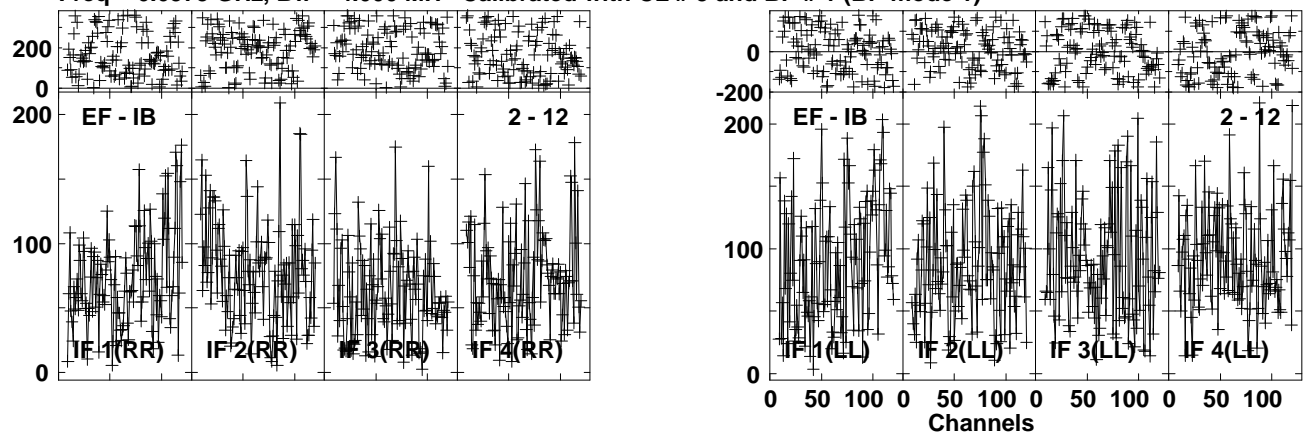 200
0
0
-200
EF - IB
2 - 12
EF - IB
2 - 12
200
100
0
200
100
0
IF 1(RR)
IF 2(RR)
IF 3(RR)
IF 4(RR)
IF 1(LL)
IF 2(LL)
IF 3(LL)
IF 4(LL)
0 50 100 0 50 100 0 50 100 0 50 100
Channels